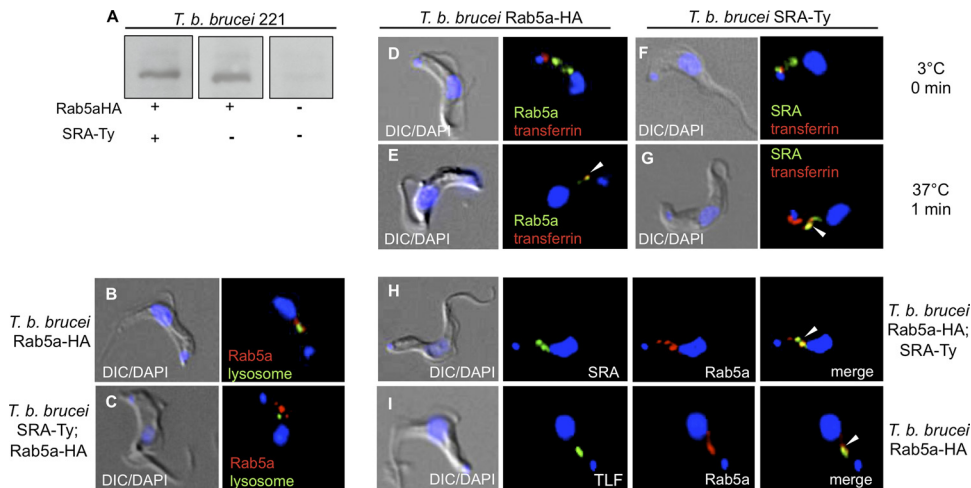 A
T. b. brucei 221
Rab5aHA + + -
SRA-Ty + - -
T. b. brucei Rab5a-HA
T. b. brucei SRA-Ty
D
DIC/DAPI
Rab5a
transferrin
F
DIC/DAPI
SRA
transferrin
3°C
0 min
E
DIC/DAPI
Rab5a
transferrin
G
DIC/DAPI
SRA
transferrin
37°C
1 min
T. b. brucei
Rab5a-HA
B
DIC/DAPI
Rab5a
lysosome
T. b. brucei
SRA-Ty;
Rab5a-HA
C
DIC/DAPI
Rab5a
lysosome
H
DIC/DAPI
SRA
Rab5a
merge
T. b. brucei
Rab5a-HA;
SRA-Ty
I
DIC/DAPI
TLF
Rab5a
merge
T. b. brucei
Rab5a-HA